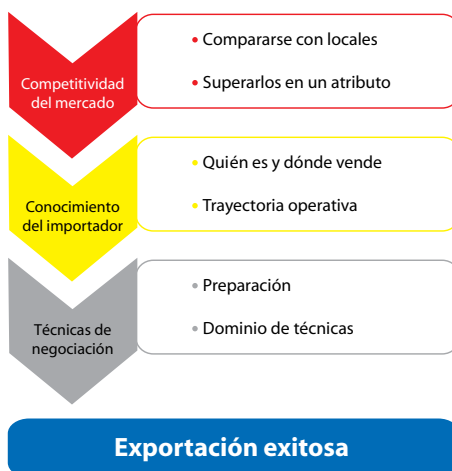 Competitividad
del mercado
• Compararse con locales
• Superarlos en un atributo
Conocimiento
del importador
• Quién es y dónde vende
• Trayectoria operativa
Técnicas de
negociación
• Preparación
• Dominio de técnicas
Exportación exitosa